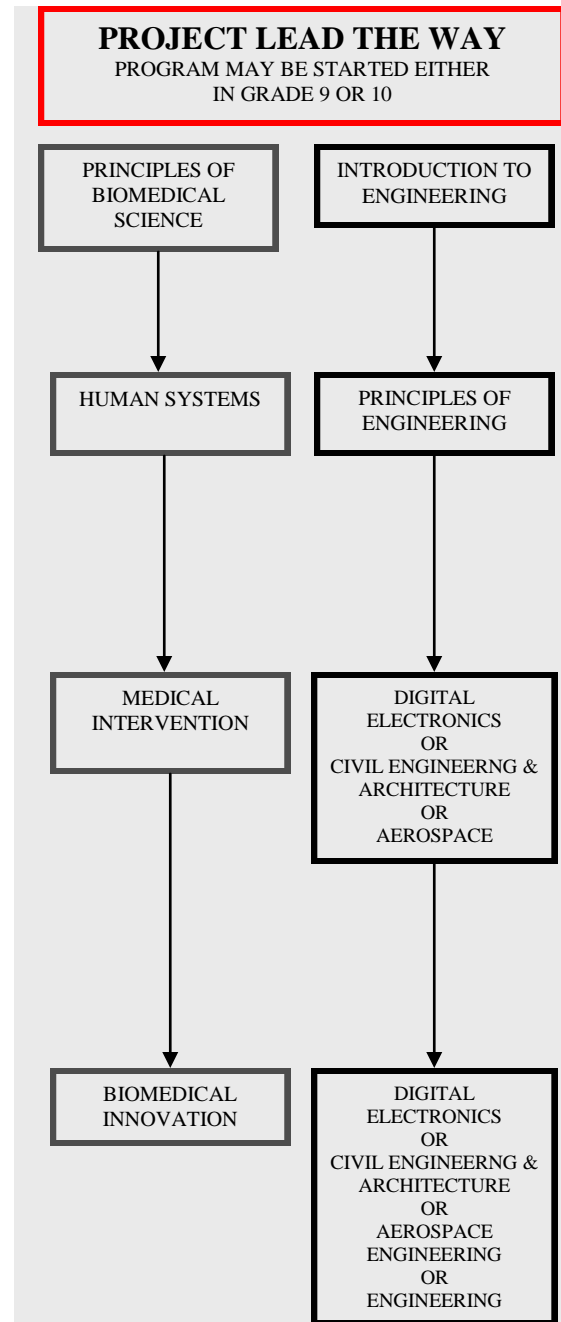 PROJECT LEAD THE WAY
PROGRAM MAY BE STARTED EITHER
IN GRADE 9 OR 10
PRINCIPLES OF
BIOMEDICAL
SCIENCE
INTRODUCTION TO
ENGINEERING
HUMAN SYSTEMS
PRINCIPLES OF
ENGINEERING
MEDICAL
INTERVENTION
DIGITAL
ELECTRONICS
OR
CIVIL ENGINEERNG &
ARCHITECTURE
OR
AEROSPACE
BIOMEDICAL
INNOVATION
DIGITAL
ELECTRONICS
OR
CIVIL ENGINEERNG &
ARCHITECTURE
OR
AEROSPACE
ENGINEERING
OR
ENGINEERING